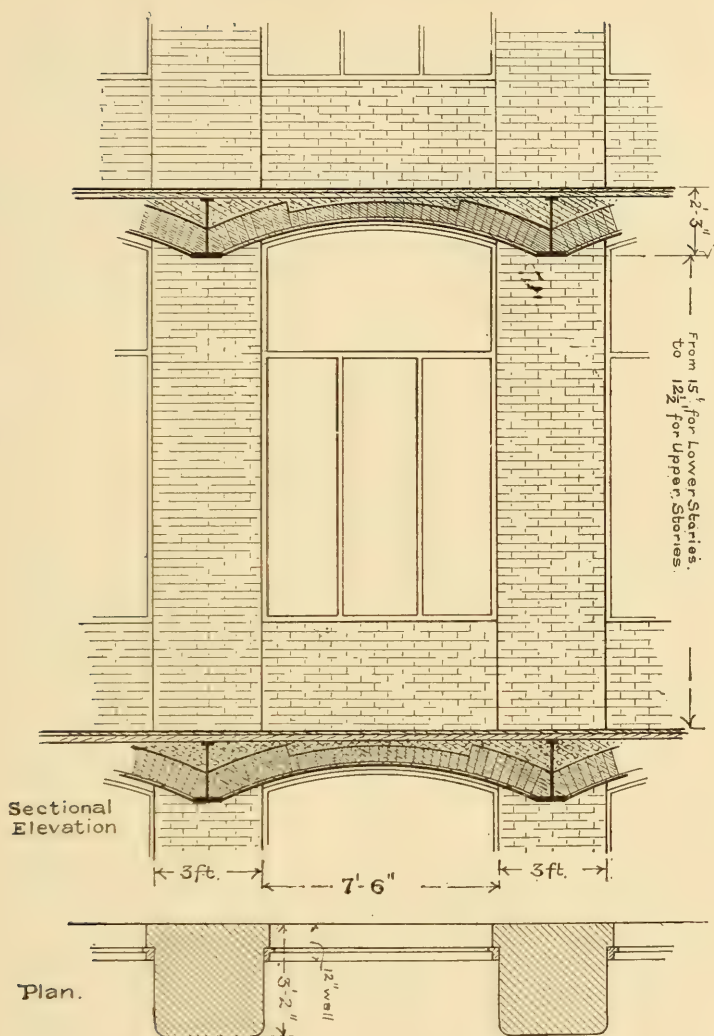 2'-3"
From 15' for Lower Stories.
to 12½' for Upper Stories.
Sectional
Elevation
3ft.
7'-6"
3ft.
Plan.
3'-2"
12" wall